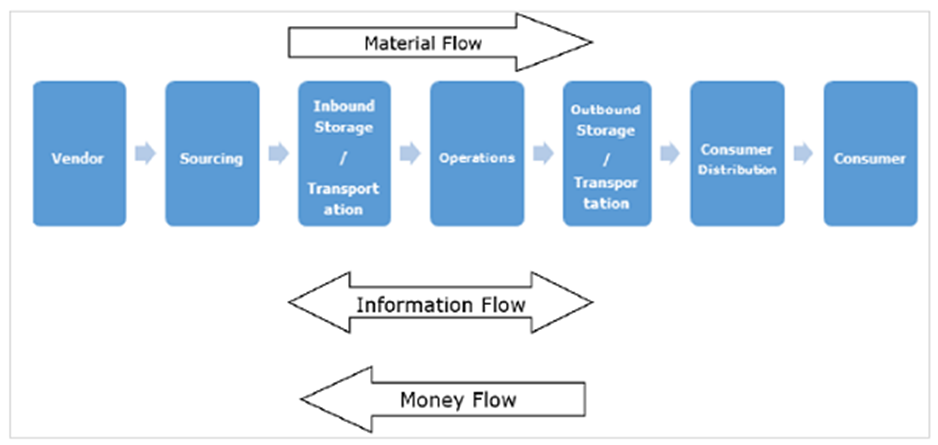 Material Flow
Vendor
Sourcing
Inbound
Storage
/
Transport
ation
Operations
Outbound
Storage
/
Transpor
tation
Consumer
Distribution
Consumer
Information Flow
Money Flow